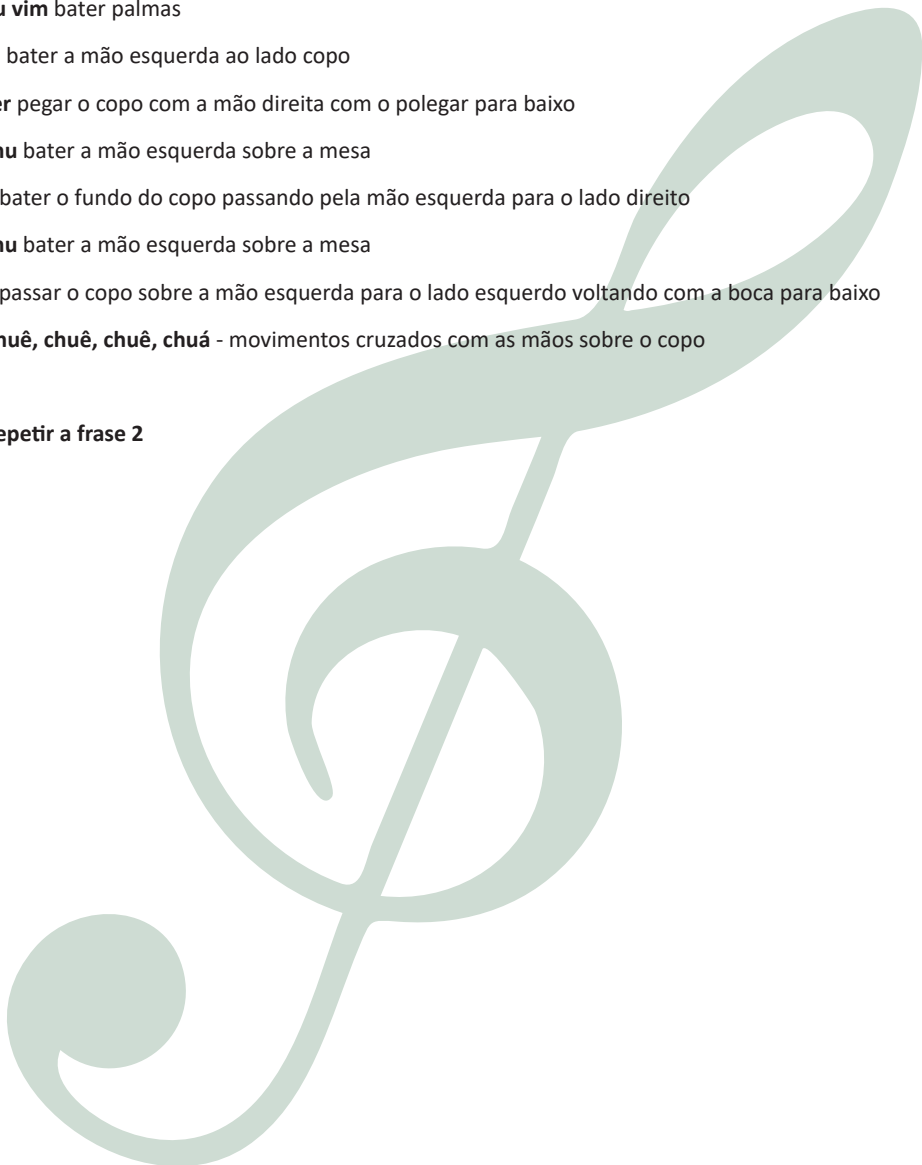 u vim bater palmas
bater a mão esquerda ao lado copo
er pegar o copo com a mão direita com o polegar para baixo
nu bater a mão esquerda sobre a mesa
bater o fundo do copo passando pela mão esquerda para o lado direito
nu bater a mão esquerda sobre a mesa
passar o copo sobre a mão esquerda para o lado esquerdo voltando com a boca para baixo
huê, chuê, chuê, chuá - movimentos cruzados com as mãos sobre o copo
epetir a frase 2